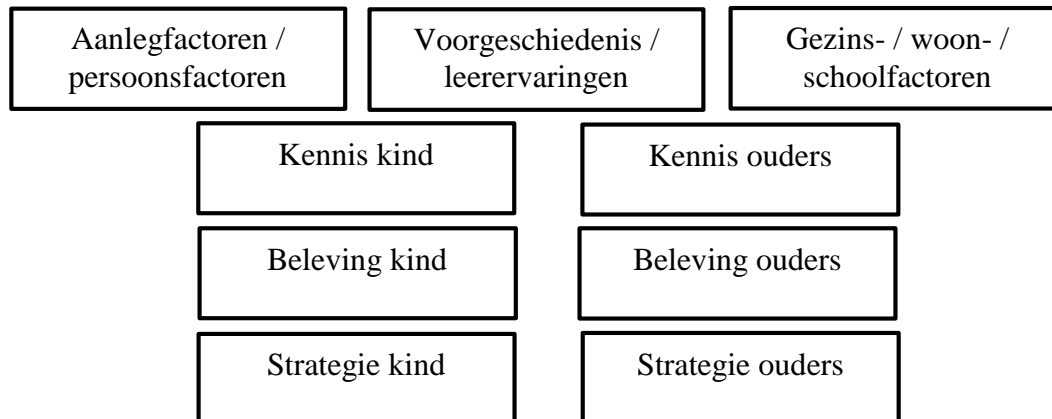 Aanlegfactoren /
persoonsfactoren
Voorgeschiedenis /
leerervaringen
Gezins- / woon- /
schoolfactoren
Kennis kind
Kennis ouders
Beleving kind
Beleving ouders
Strategie kind
Strategie ouders